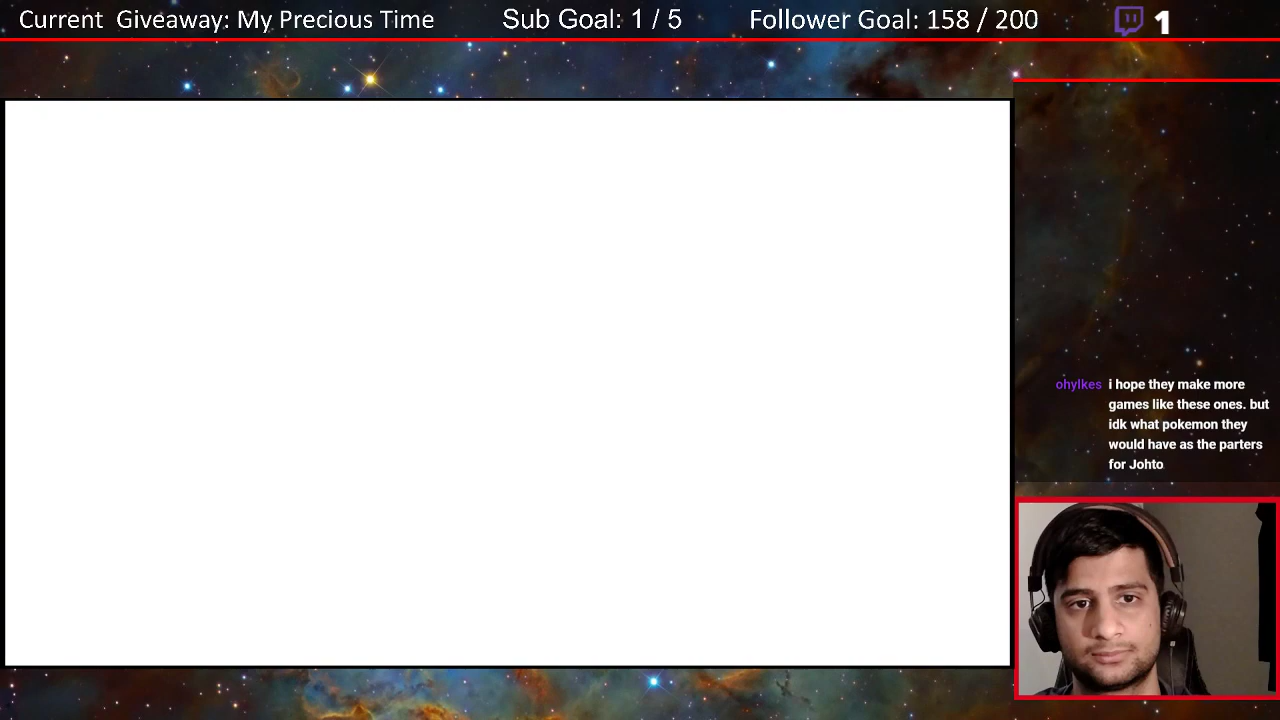 Current  Giveaway: My Precious Time
Sub Goal: 1 / 5
Follower Goal: 158 / 200
1
ohylkes i hope they make more
games like these ones. but
idk what pokemon they
would have as the parters
for Johto